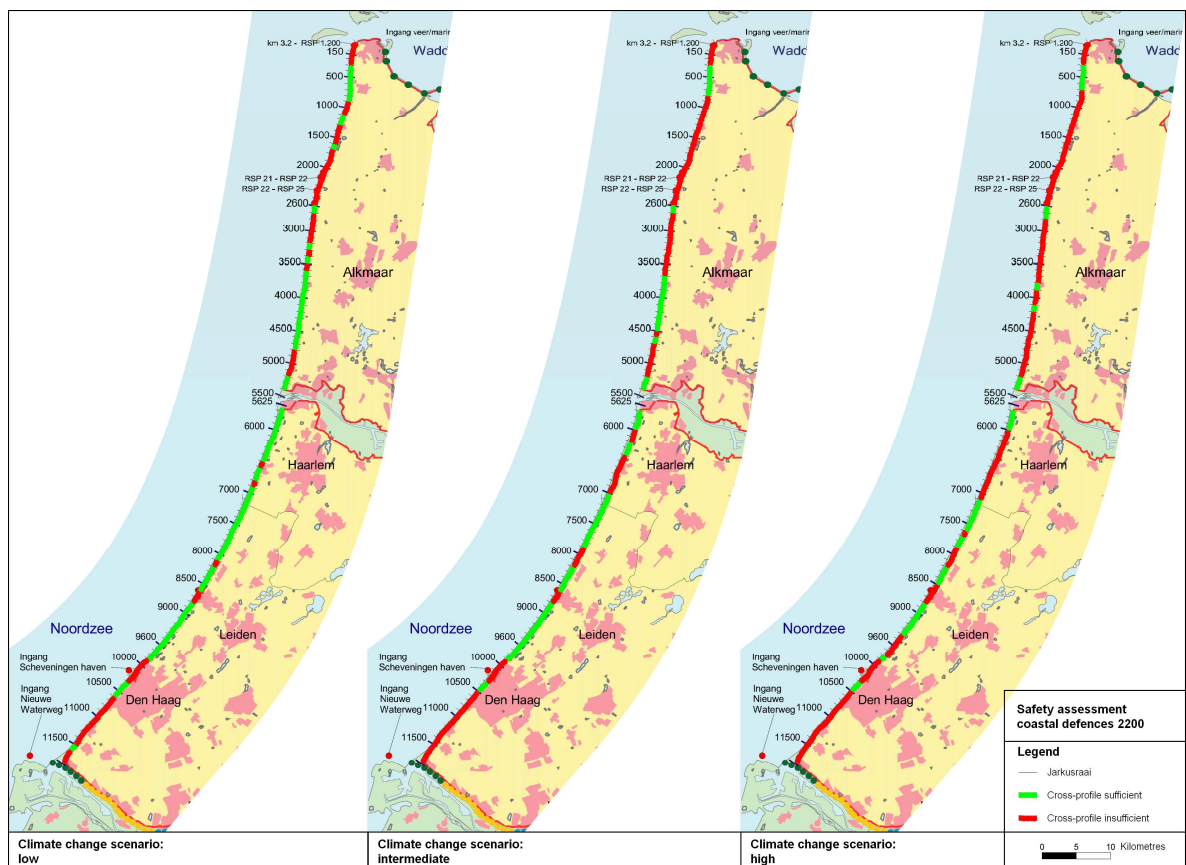 Ingang veer/marin
km 3.2 - RSP 1.200
Wadd
150
500
1000
1500
2000
RSP 21 - RSP 22
RSP 22 - RSP 25
2600
3000
3500
Alkmaar
4000
4500
5000
5500
5625
6000
Haarlem
7000
7500
8000
8500
9000
Noordzee
9600
Leiden
Ingang
Scheveningen haven
10000
10500
Ingang
Nieuwe
Waterweg
Den Haag
11000
11500
Climate change scenario:
low
Ingang veer/marin
km 3.2 - RSP 1.200
Wadd
150
500
1000
1500
2000
RSP 21 - RSP 22
RSP 22 - RSP 25
2600
3000
3500
Alkmaar
4000
4500
5000
5500
5625
6000
Haarlem
7000
7500
8000
8500
9000
Noordzee
9600
Leiden
Ingang
Scheveningen haven
10000
10500
Ingang
Nieuwe
Waterweg
Den Haag
11000
11500
Climate change scenario:
intermediate
Ingang veer/marin
km 3.2 - RSP 1.200
Wadd
150
500
1000
1500
2000
RSP 21 - RSP 22
RSP 22 - RSP 25
2600
3000
3500
Alkmaar
4000
4500
5000
5500
5625
6000
Haarlem
7000
7500
8000
8500
9000
Noordzee
9600
Leiden
Ingang
Scheveningen haven
10000
10500
Ingang
Nieuwe
Waterweg
Den Haag
11000
11500
Climate change scenario:
high
Safety assessment
coastal defences 2200
Legend
Jarkusraai
Cross-profile sufficient
Cross-profile insufficient
0 5 10 Kilometres